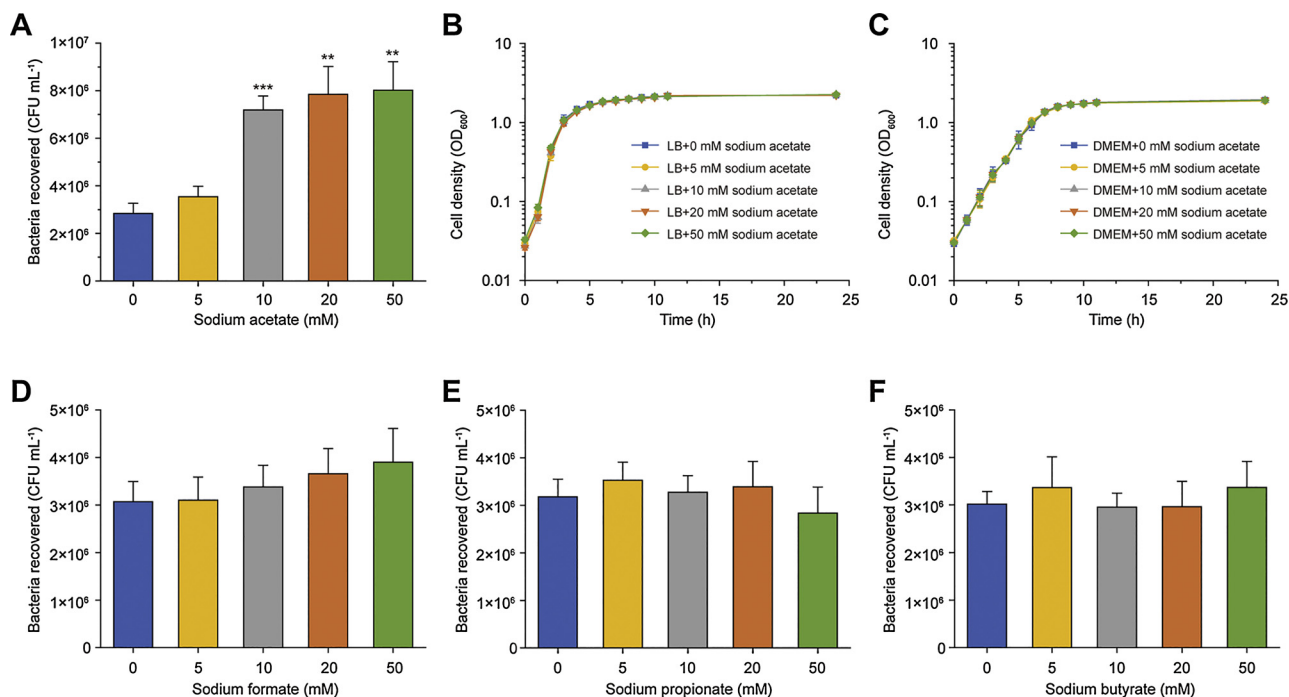 A
Bacteria recovered (CFU mL⁻¹)
1×10⁷
8×10⁶
6×10⁶
4×10⁶
2×10⁶
0
***
**
**
0 5 10 20 50
Sodium acetate (mM)
B
Cell density (OD₆₀₀)
10
1.0
0.1
0.01
LB+0 mM sodium acetate
LB+5 mM sodium acetate
LB+10 mM sodium acetate
LB+20 mM sodium acetate
LB+50 mM sodium acetate
0 5 10 15 20 25
Time (h)
C
Cell density (OD₆₀₀)
10
1.0
0.1
0.01
DMEM+0 mM sodium acetate
DMEM+5 mM sodium acetate
DMEM+10 mM sodium acetate
DMEM+20 mM sodium acetate
DMEM+50 mM sodium acetate
0 5 10 15 20 25
Time (h)
D
Bacteria recovered (CFU mL⁻¹)
5×10⁶
4×10⁶
3×10⁶
2×10⁶
1×10⁶
0
0 5 10 20 50
Sodium formate (mM)
E
Bacteria recovered (CFU mL⁻¹)
5×10⁶
4×10⁶
3×10⁶
2×10⁶
1×10⁶
0
0 5 10 20 50
Sodium propionate (mM)
F
Bacteria recovered (CFU mL⁻¹)
5×10⁶
4×10⁶
3×10⁶
2×10⁶
1×10⁶
0
0 5 10 20 50
Sodium butyrate (mM)